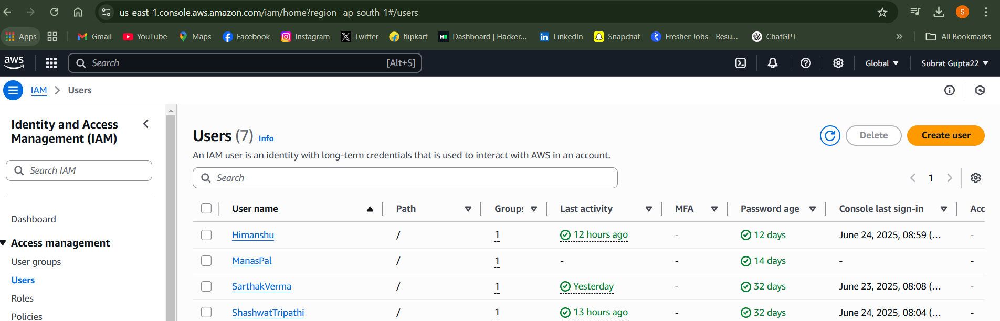 us-east-1.console.aws.amazon.com/iam/home?region=ap-south-1#/users
S
Apps Gmail YouTube Maps Facebook Instagram Twitter flipkart Dashboard | Hacker... LinkedIn Snapchat Fresher Jobs - Resu... ChatGPT » All Bookmarks
aws Search [Alt+S] Global Subrat Gupta22
IAM > Users
Identity and Access
Management (IAM)
Search IAM
Dashboard
Access management
User groups
Users
Roles
Policies
Users (7) Info
Delete Create user
An IAM user is an identity with long-term credentials that is used to interact with AWS in an account.
Search
1
User name Path Groups Last activity MFA Password age Console last sign-in Acc
Himanshu / 1 12 hours ago - 12 days June 24, 2025, 08:59 (... -
ManasPal / 1 - - 14 days - -
SarthakVerma / 1 Yesterday - 32 days June 23, 2025, 08:08 (... -
ShashwatTripathi / 1 13 hours ago - 32 days June 24, 2025, 08:04 (... -